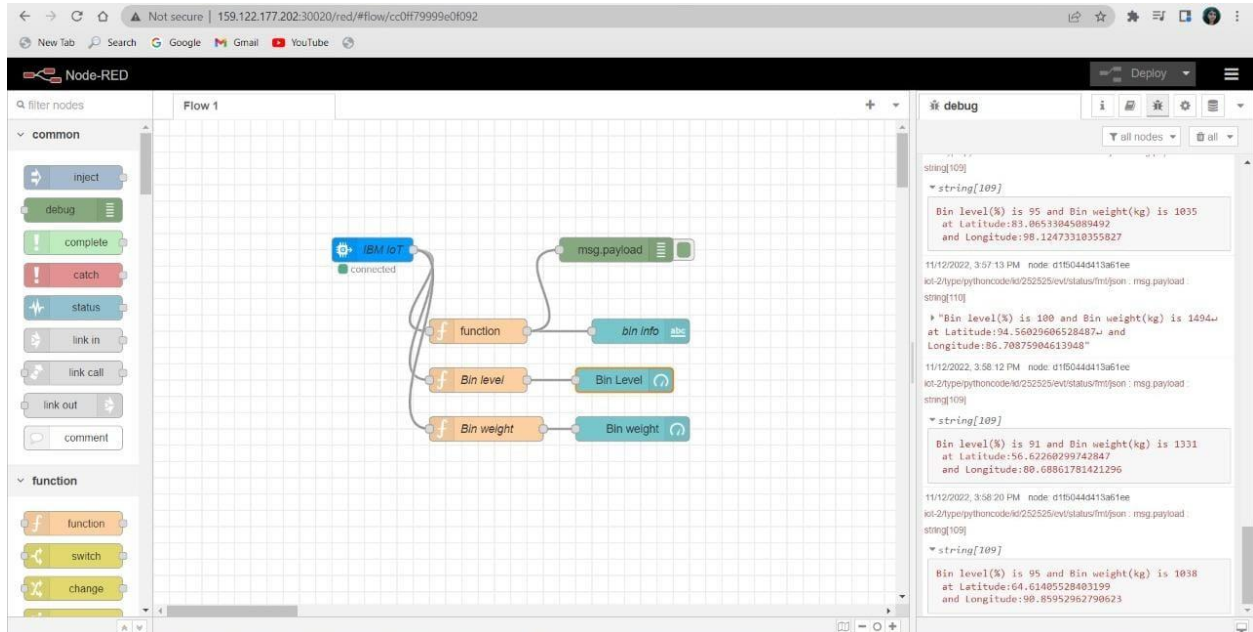 Not secure | 159.122.177.202:30020/red/#flow/cc0ff79999e0f092
New Tab Search Google Gmail YouTube
Node-RED
Deploy
filter nodes
Flow 1
debug
i
all nodes
all
common
inject
debug
complete
catch
status
link in
link call
link out
comment
function
function
switch
change
IBM IoT
connected
msg.payload
function
bin info
abc
Bin level
Bin Level
Bin weight
Bin weight
string[109]
string[109]
Bin level(%) is 95 and Bin weight(kg) is 1035
at Latitude:83.06533045089492
and Longitude:98.12473310355827
11/12/2022, 3:57:13 PM node: d1f5044d413a61ee
iot-2/type/pythoncode/id/252525/evt/status/fmt/json : msg.payload :
string[110]
"Bin level(%) is 100 and Bin weight(kg) is 1494↵
at Latitude:94.56029606528487↵ and
Longitude:86.70875904613948"
11/12/2022, 3:58:12 PM node: d1f5044d413a61ee
iot-2/type/pythoncode/id/252525/evt/status/fmt/json : msg.payload :
string[109]
string[109]
Bin level(%) is 91 and Bin weight(kg) is 1331
at Latitude:56.62260299742847
and Longitude:80.68861781421296
11/12/2022, 3:58:20 PM node: d1f5044d413a61ee
iot-2/type/pythoncode/id/252525/evt/status/fmt/json : msg.payload :
string[109]
string[109]
Bin level(%) is 95 and Bin weight(kg) is 1038
at Latitude:64.61405528403199
and Longitude:90.85952962790623